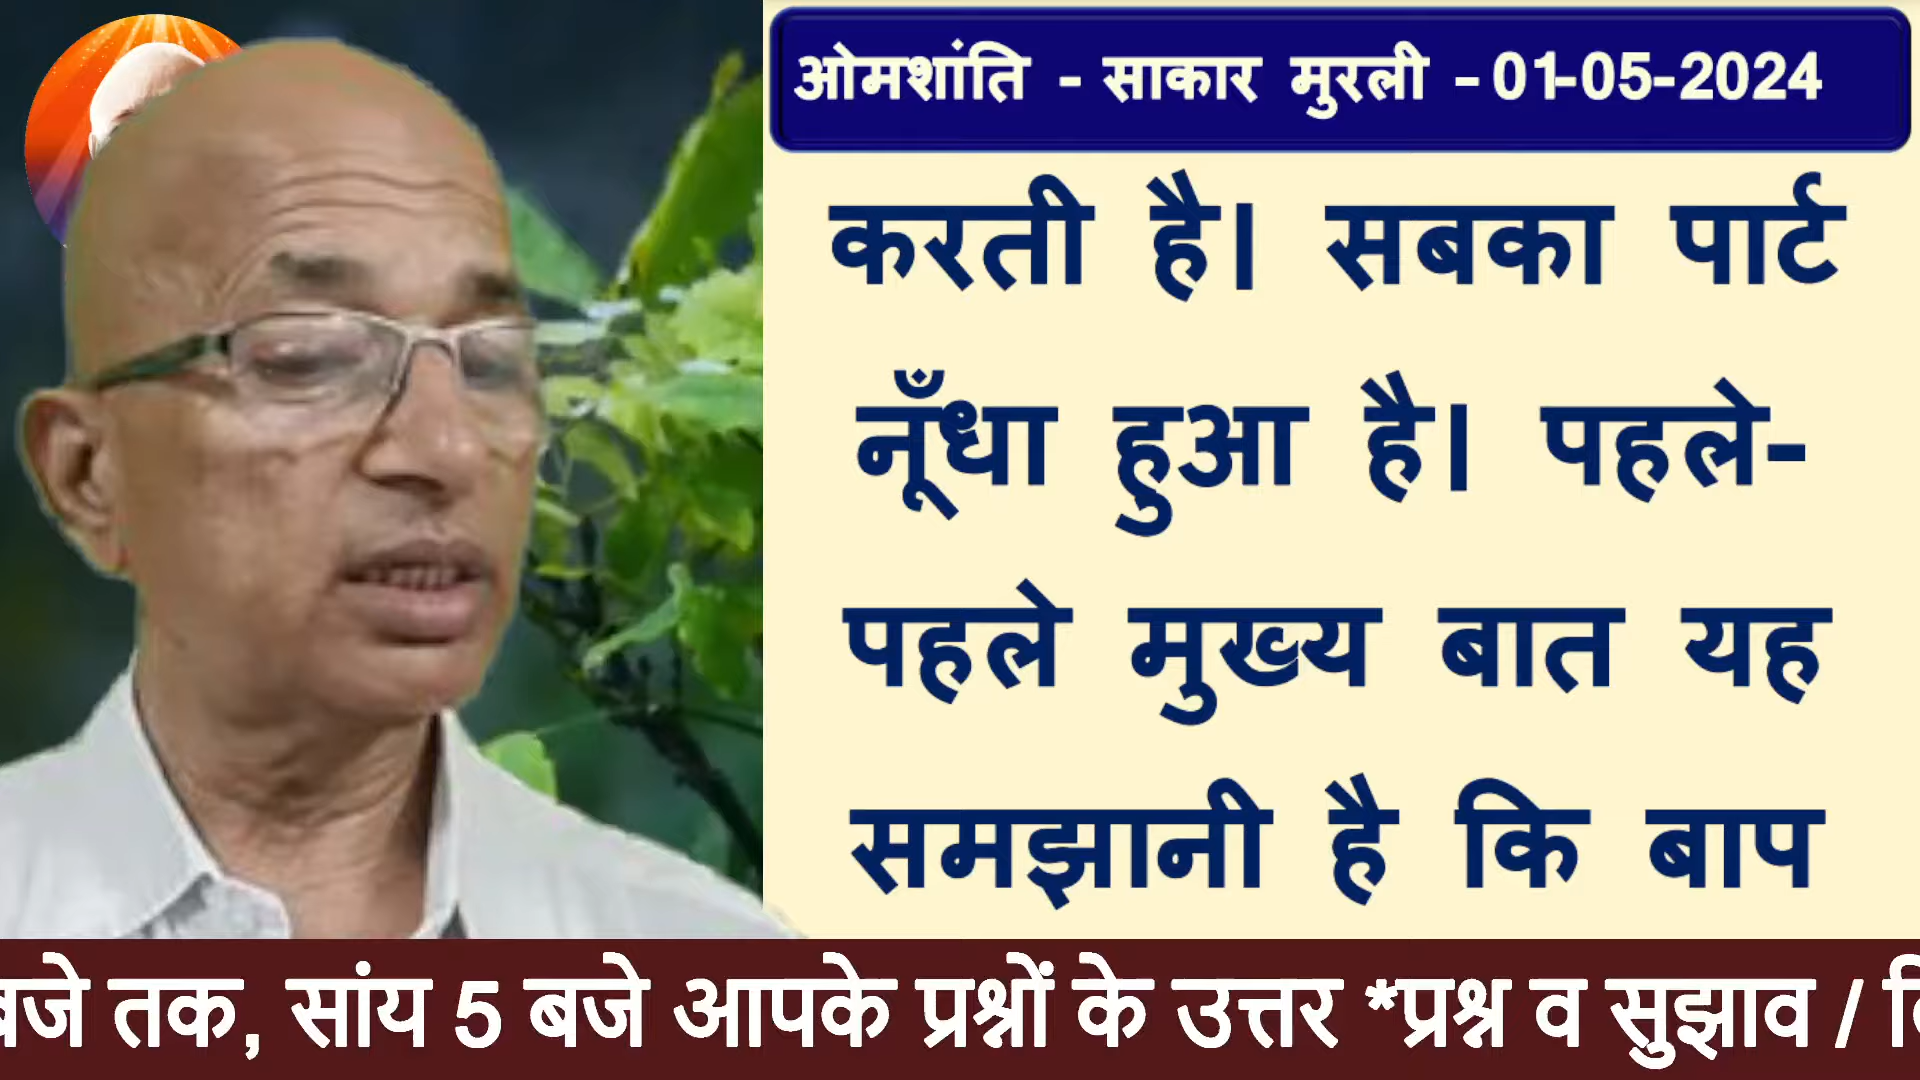 ओमशांति - साकार मुरली - 01-05-2024
करती है। सबका पार्ट
नूँधा हुआ है। पहले-
पहले मुख्य बात यह
समझानी है कि बाप
बजे तक, सांय 5 बजे आपके प्रश्नों के उत्तर *प्रश्न व सुझाव /